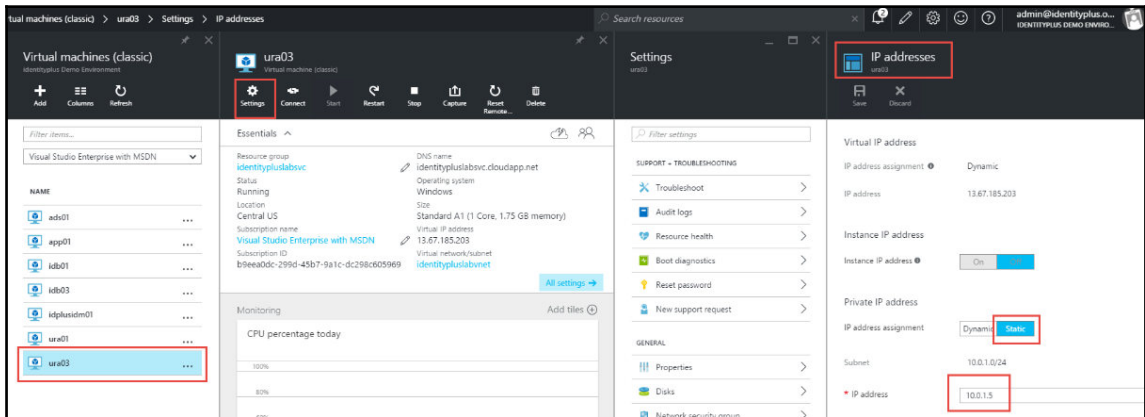 tual machines (classic) > ura03 > Settings > IP addresses
Search resources
admin@identityplus.o...
IDENTITYPLUS DEMO ENVIRO...
Virtual machines (classic)
identityplus Demo Environment
Add
Columns
Refresh
Filter items...
Visual Studio Enterprise with MSDN
NAME
ads01
app01
idb01
idb03
idplusidm01
ura01
ura03
ura03
Virtual machine (classic)
Settings
Connect
Start
Restart
Stop
Capture
Reset Remote...
Delete
Essentials
Resource group
identitypluslabsvc
Status
Running
Location
Central US
Subscription name
Visual Studio Enterprise with MSDN
Subscription ID
b9eea0dc-299d-45b7-9a1c-dc298c605969
DNS name
identitypluslabsvc.cloudapp.net
Operating system
Windows
Size
Standard A1 (1 Core, 1.75 GB memory)
Virtual IP address
13.67.185.203
Virtual network/subnet
identitypluslabvnet
All settings →
Monitoring
Add tiles
CPU percentage today
100%
80%
Settings
ura03
Filter settings
SUPPORT + TROUBLESHOOTING
Troubleshoot
Audit logs
Resource health
Boot diagnostics
Reset password
New support request
GENERAL
Properties
Disks
Network security group
IP addresses
ura03
Save
Discard
Virtual IP address
IP address assignment
Dynamic
IP address
13.67.185.203
Instance IP address
Instance IP address
On
Private IP address
IP address assignment
Dynamic
Static
Subnet
10.0.1.0/24
* IP address
10.0.1.5